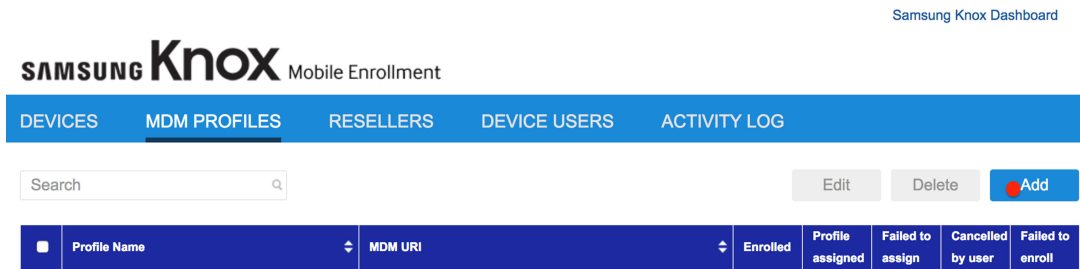 Samsung Knox Dashboard
SAMSUNG Knox Mobile Enrollment
DEVICES MDM PROFILES RESELLERS DEVICE USERS ACTIVITY LOG
Search Edit Delete Add
Profile Name MDM URI Enrolled Profile assigned Failed to assign Cancelled by user Failed to enroll